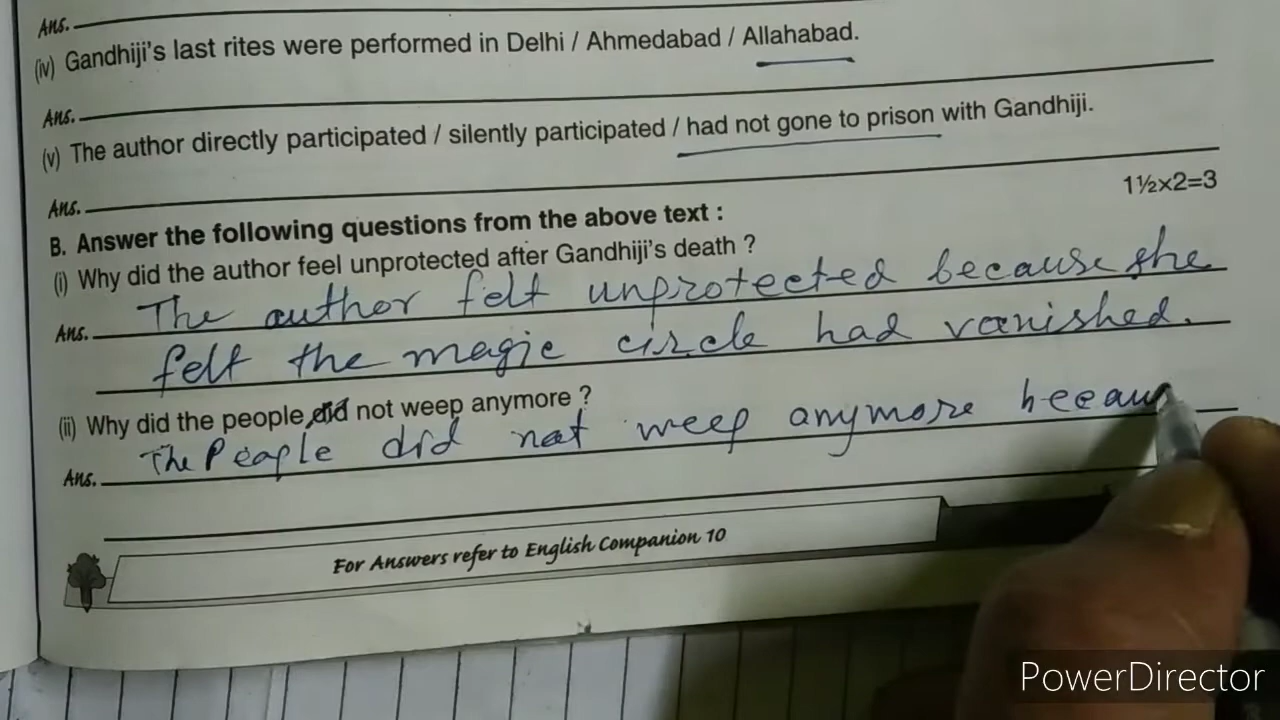 Ans.
(iv) Gandhiji's last rites were performed in Delhi / Ahmedabad / Allahabad.
Ans.
(v) The author directly participated / silently participated / had not gone to prison with Gandhiji.
Ans.
B. Answer the following questions from the above text : 1½x2=3
(i) Why did the author feel unprotected after Gandhiji's death ?
Ans. The author felt unprotected because she
felt the magic circle had vanished.
(ii) Why did the people did not weep anymore ?
Ans. The People did not weep anymore becau
For Answers refer to English Companion 10
PowerDirector